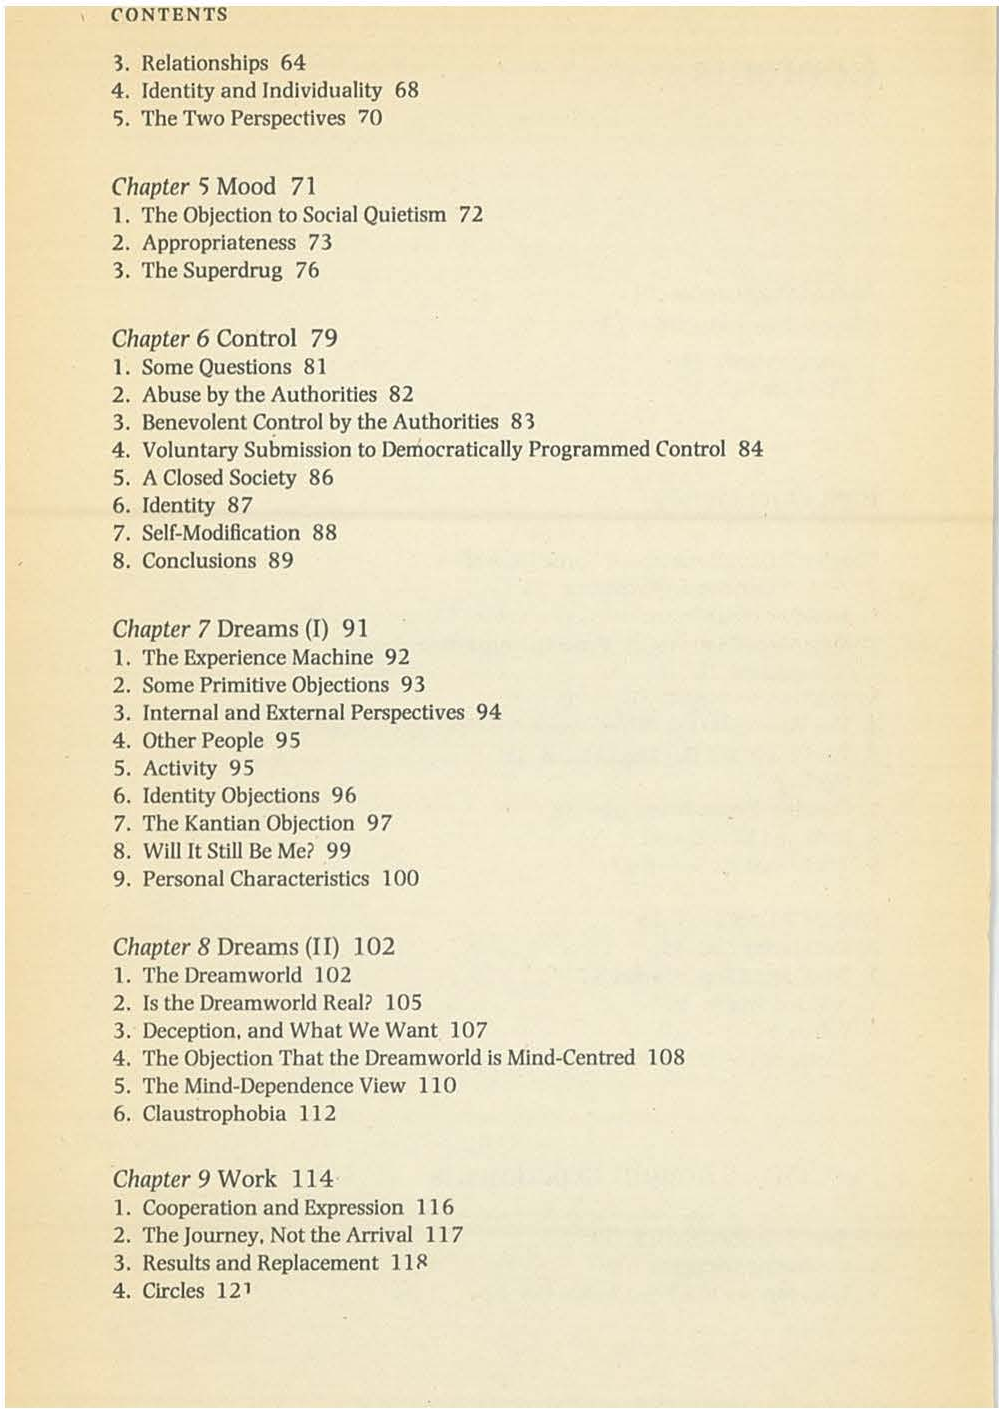 CONTENTS
3. Relationships 64
4. Identity and Individuality 68
5. The Two Perspectives 70
Chapter 5 Mood 71
1. The Objection to Social Quietism 72
2. Appropriateness 73
3. The Superdrug 76
Chapter 6 Control 79
1. Some Questions 81
2. Abuse by the Authorities 82
3. Benevolent Control by the Authorities 83
4. Voluntary Submission to Democratically Programmed Control 84
5. A Closed Society 86
6. Identity 87
7. Self-Modification 88
8. Conclusions 89
Chapter 7 Dreams (I) 91
1. The Experience Machine 92
2. Some Primitive Objections 93
3. Internal and External Perspectives 94
4. Other People 95
5. Activity 95
6. Identity Objections 96
7. The Kantian Objection 97
8. Will It Still Be Me? 99
9. Personal Characteristics 100
Chapter 8 Dreams (II) 102
1. The Dreamworld 102
2. Is the Dreamworld Real? 105
3. Deception, and What We Want 107
4. The Objection That the Dreamworld is Mind-Centred 108
5. The Mind-Dependence View 110
6. Claustrophobia 112
Chapter 9 Work 114
1. Cooperation and Expression 116
2. The Journey, Not the Arrival 117
3. Results and Replacement 118
4. Circles 121